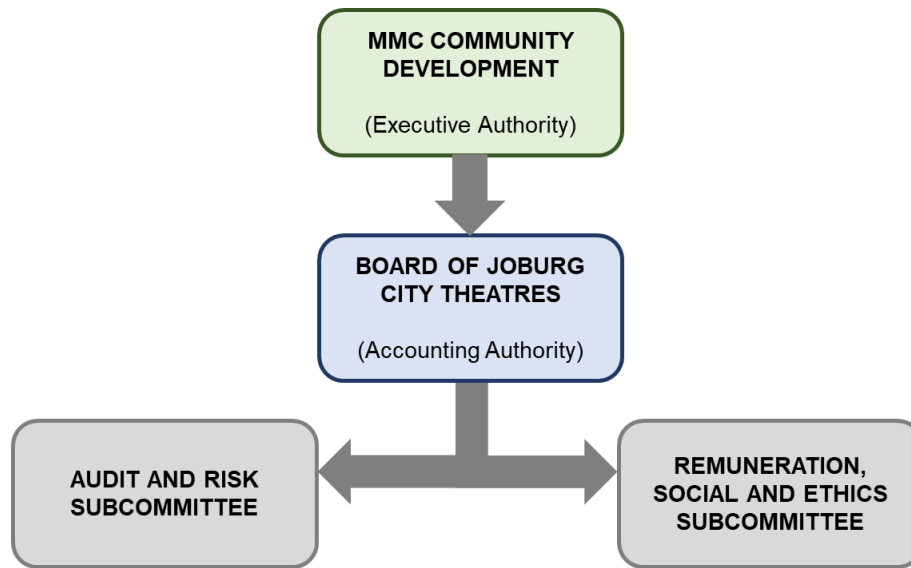 MMC COMMUNITY
DEVELOPMENT
(Executive Authority)
BOARD OF JOBURG
CITY THEATRES
(Accounting Authority)
AUDIT AND RISK
SUBCOMMITTEE
REMUNERATION,
SOCIAL AND ETHICS
SUBCOMMITTEE